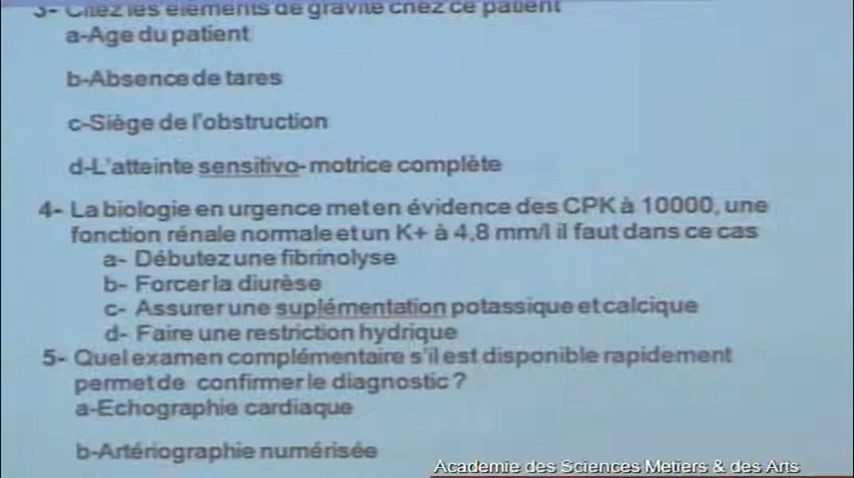 3- Citez les éléments de gravité chez ce patient
a-Age du patient
b-Absence de tares
c-Siège de l'obstruction
d-L'atteinte sensitivo- motrice complète
4- La biologie en urgence met en évidence des CPK à 10000, une
fonction rénale normale et un K+ à 4,8 mm/l il faut dans ce cas
a- Débutez une fibrinolyse
b- Forcer la diurèse
c- Assurer une suplémentation potassique et calcique
d- Faire une restriction hydrique
5- Quel examen complémentaire s'il est disponible rapidement
permet de confirmer le diagnostic ?
a-Echographie cardiaque
b-Artériographie numérisée
Academie des Sciences Metiers & des Arts